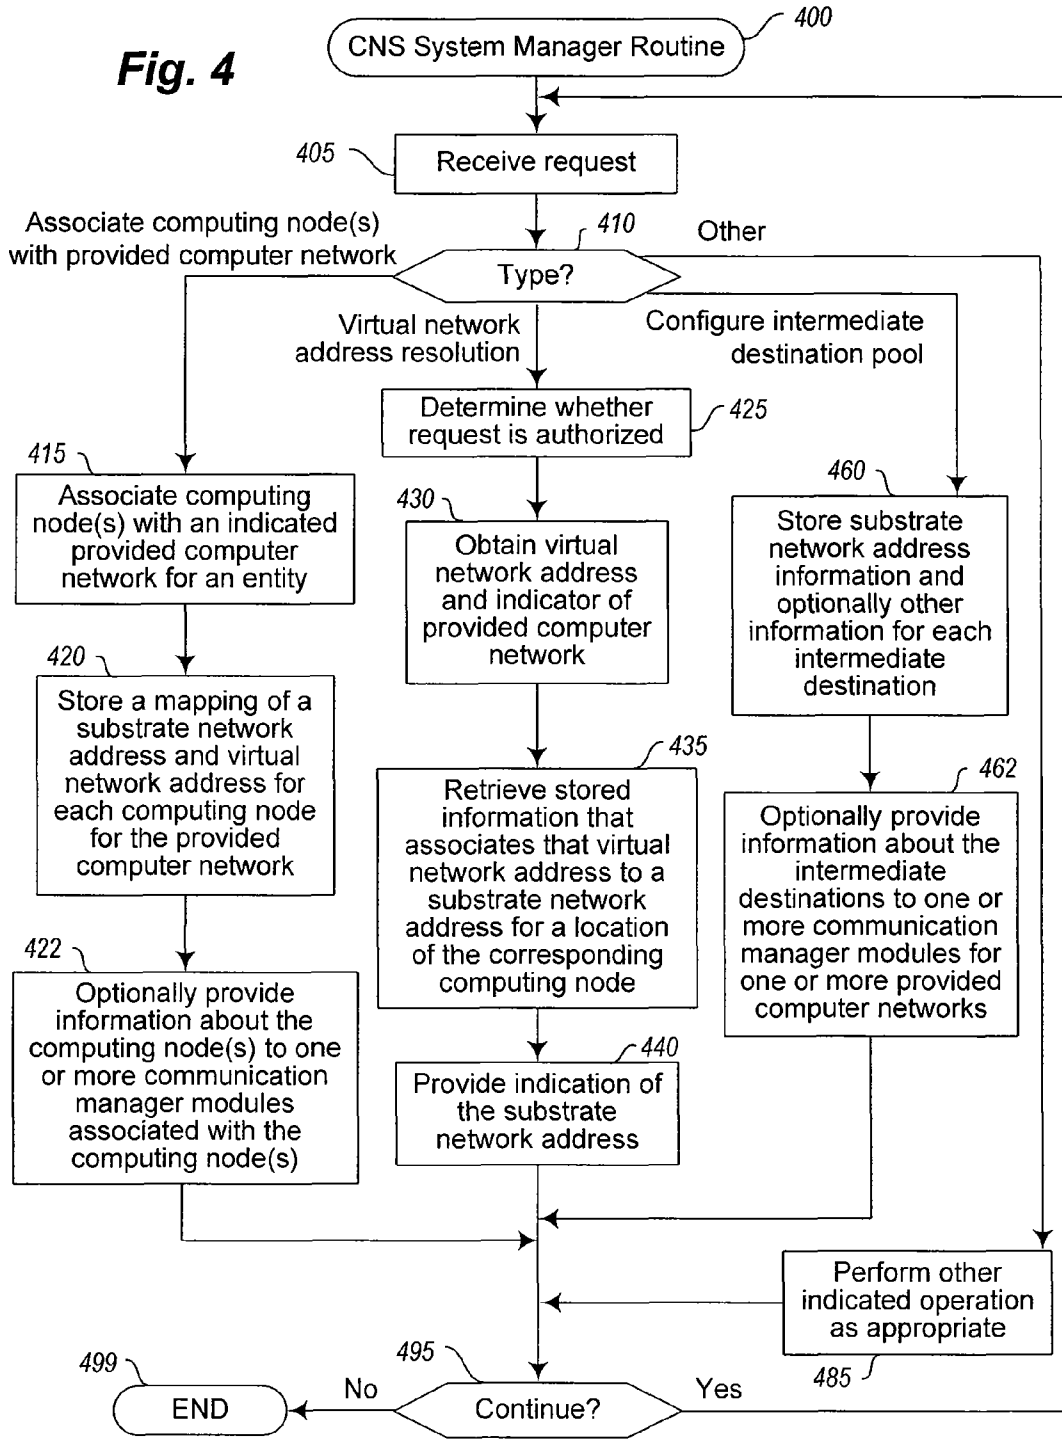 Fig. 4
CNS System Manager Routine
400
405
Receive request
Associate computing node(s)
with provided computer network
410
Type?
Other
Virtual network
address resolution
Configure intermediate
destination pool
Determine whether
request is authorized
425
415
Associate computing
node(s) with an indicated
provided computer
network for an entity
430
Obtain virtual
network address
and indicator of
provided computer
network
460
Store substrate
network address
information and
optionally other
information for each
intermediate
destination
420
Store a mapping of a
substrate network
address and virtual
network address for
each computing node
for the provided
computer network
435
Retrieve stored
information that
associates that virtual
network address to a
substrate network
address for a location
of the corresponding
computing node
462
Optionally provide
information about the
intermediate
destinations to one or
more communication
manager modules for
one or more provided
computer networks
422
Optionally provide
information about the
computing node(s) to one
or more communication
manager modules
associated with the
computing node(s)
440
Provide indication of
the substrate
network address
Perform other
indicated operation
as appropriate
485
495
Continue?
Yes
No
499
END